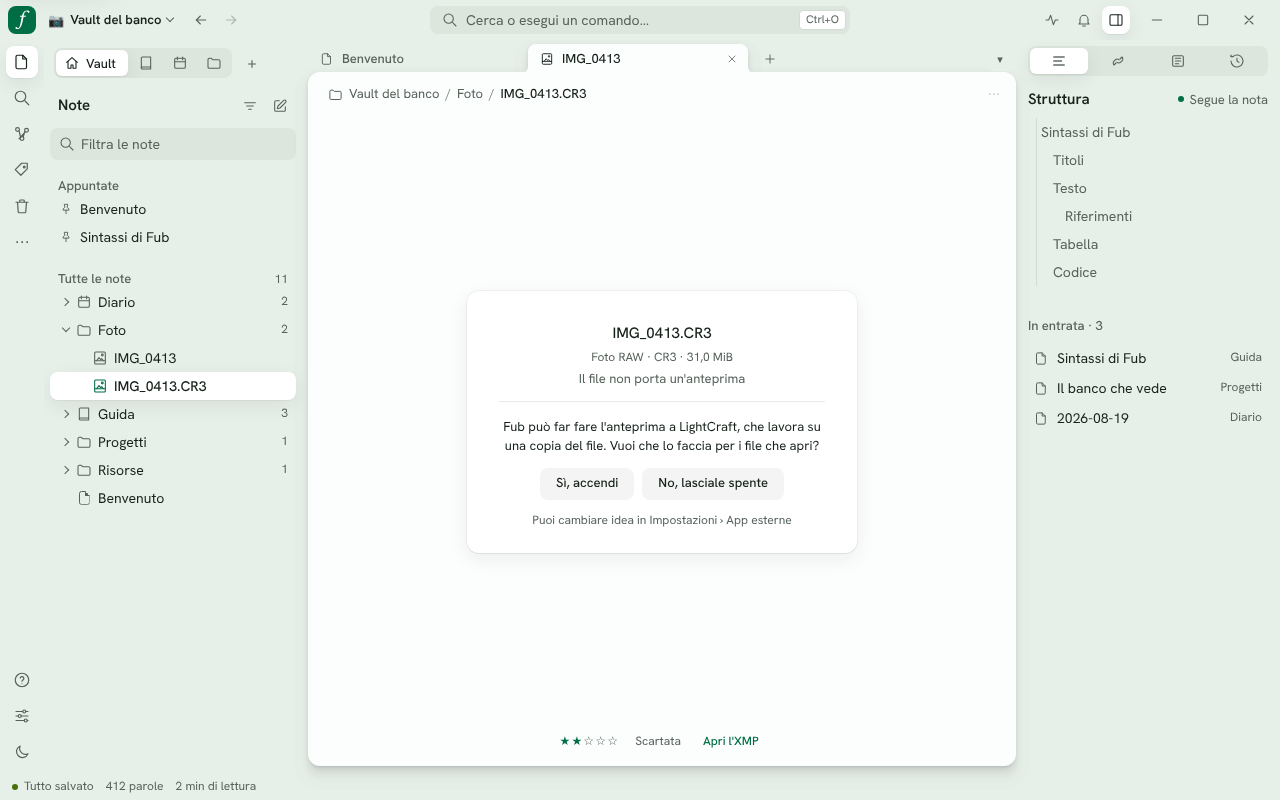 f
Vault del banco
Cerca o esegui un comando...
Ctrl+O
Vault
Benvenuto
IMG_0413
Note
Vault del banco / Foto / IMG_0413.CR3
Struttura
Segue la nota
Filtra le note
Sintassi di Fub
Titoli
Testo
Riferimenti
Tabella
Codice
Appuntate
Benvenuto
Sintassi di Fub
Tutte le note 11
Diario 2
Foto 2
IMG_0413
IMG_0413.CR3
Guida 3
Progetti 1
Risorse 1
Benvenuto
IMG_0413.CR3
Foto RAW · CR3 · 31,0 MiB
Il file non porta un'anteprima
Fub può far fare l'anteprima a LightCraft, che lavora su
una copia del file. Vuoi che lo faccia per i file che apri?
Sì, accendi
No, lasciale spente
Puoi cambiare idea in Impostazioni › App esterne
In entrata · 3
Sintassi di Fub Guida
Il banco che vede Progetti
2026-08-19 Diario
★★☆☆☆ Scartata Apri l'XMP
Tutto salvato 412 parole 2 min di lettura